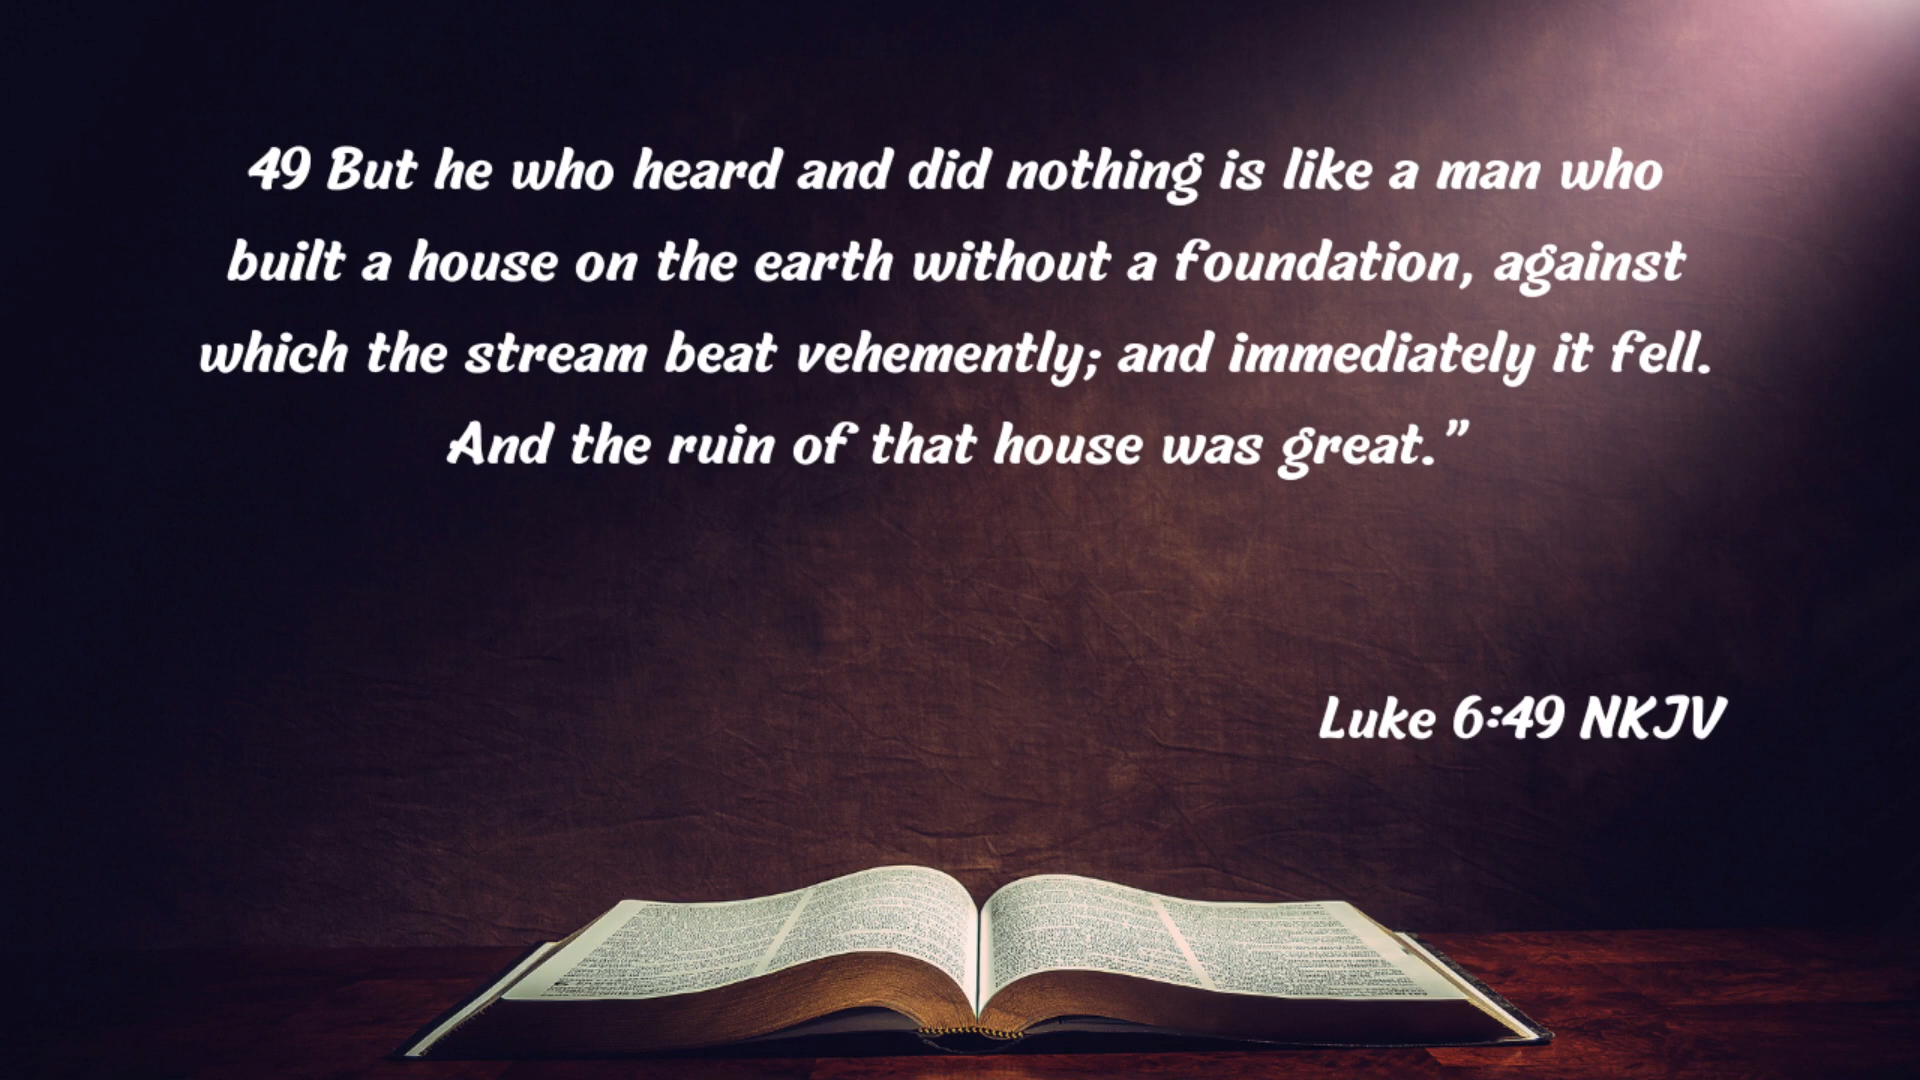 49 But he who heard and did nothing is like a man who
built a house on the earth without a foundation, against
which the stream beat vehemently; and immediately it fell.
And the ruin of that house was great.”
Luke 6:49 NKJV